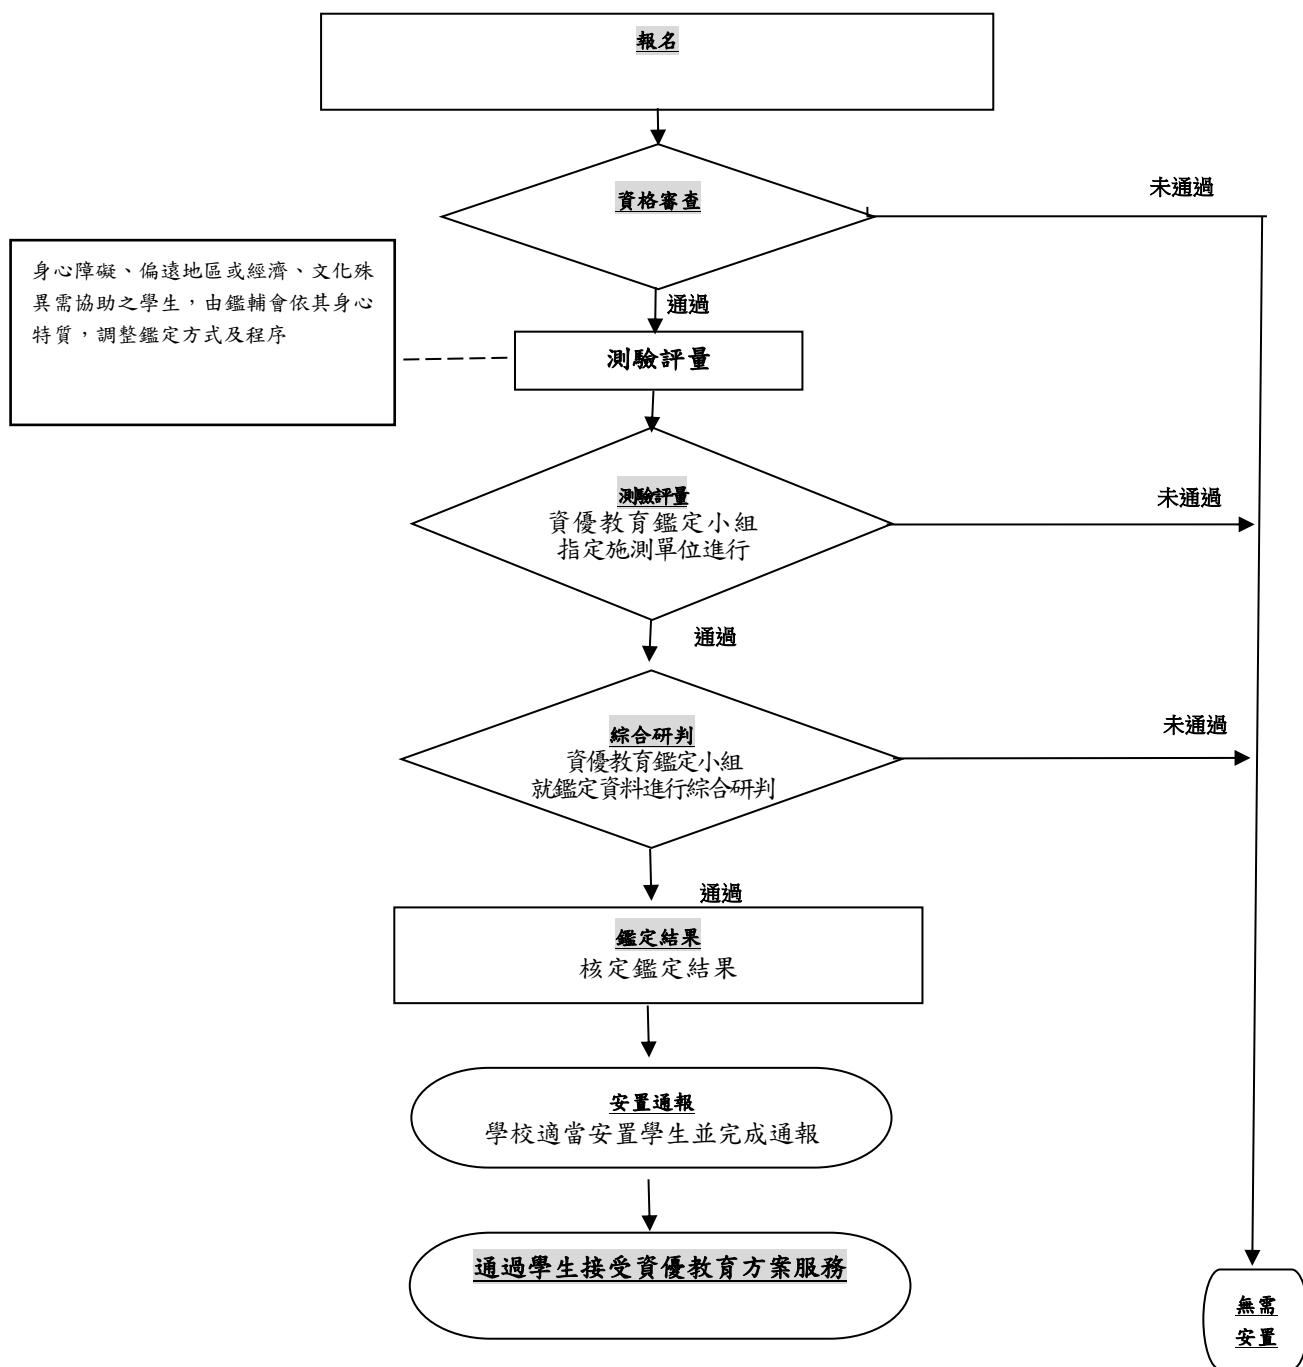 報名
資格審查
未通過
身心障礙、偏遠地區或經濟、文化殊
異需協助之學生，由鑑輔會依其身心
特質，調整鑑定方式及程序
通過
測驗評量
測驗評量
資優教育鑑定小組
指定施測單位進行
未通過
通過
綜合研判
資優教育鑑定小組
就鑑定資料進行綜合研判
未通過
通過
鑑定結果
核定鑑定結果
安置通報
學校適當安置學生並完成通報
通過學生接受資優教育方案服務
無需
安置